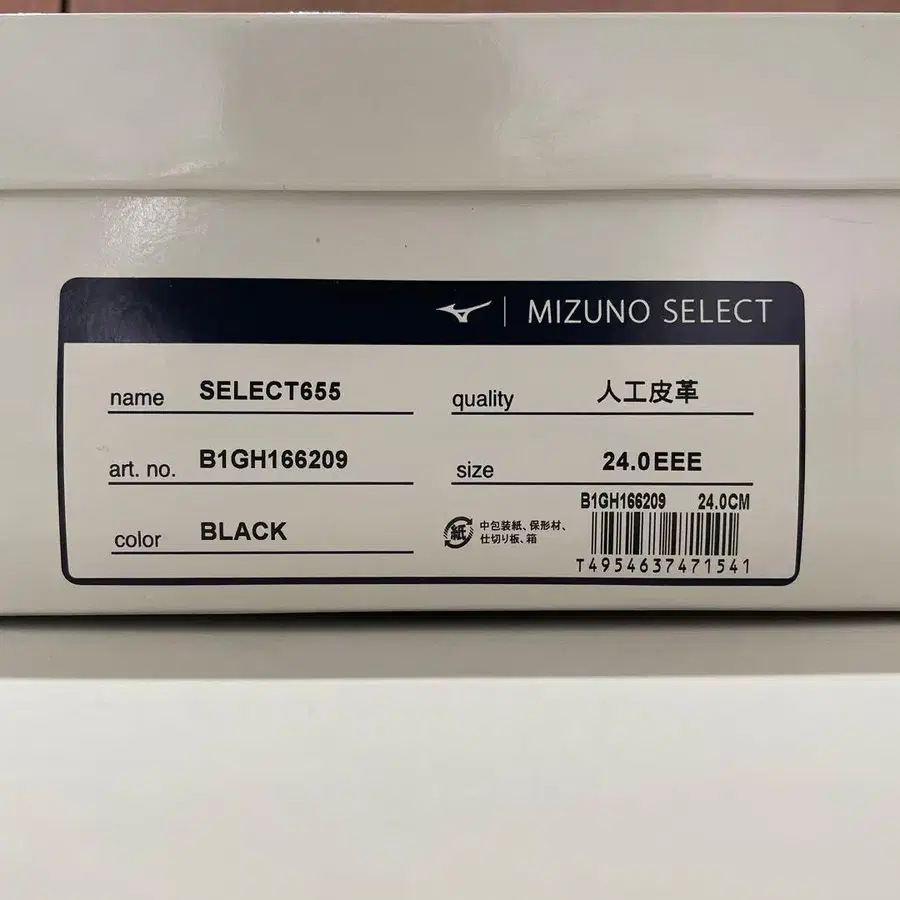 MIZUNO SELECT
name SELECT655
quality 人工皮革
art. no. B1GH166209
size 24.0EEE
color BLACK
B1GH166209 24.0CM
紙 中包装紙、保形材、
仕切り板、箱
T4954637471541